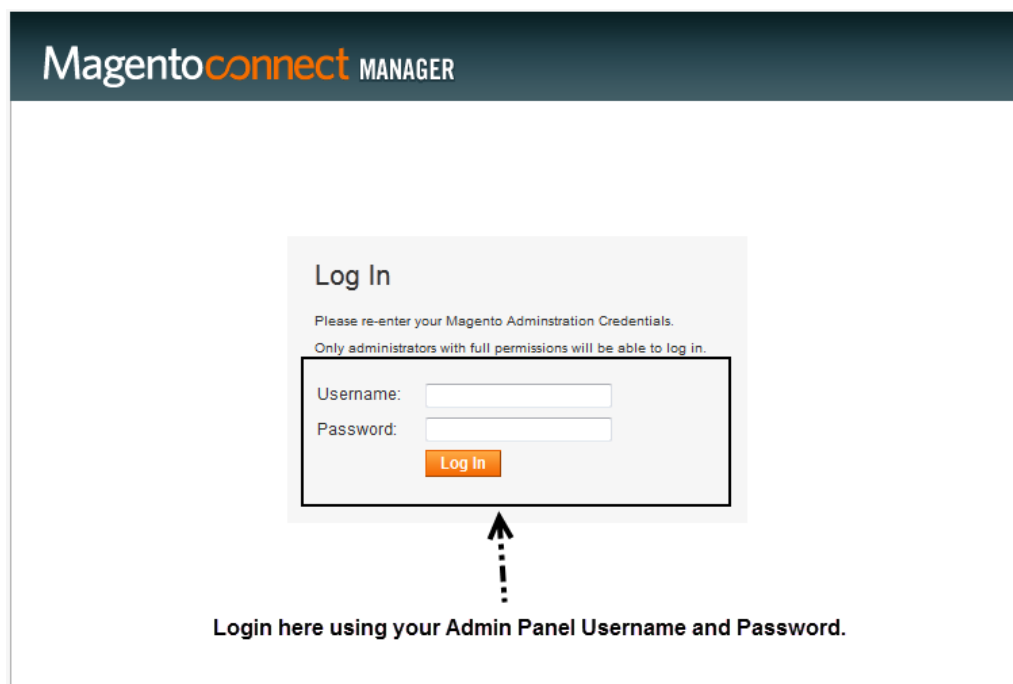 Magentoconnect MANAGER
Log In
Please re-enter your Magento Adminstration Credentials.
Only administrators with full permissions will be able to log in.
Username:
Password:
Log In
Login here using your Admin Panel Username and Password.